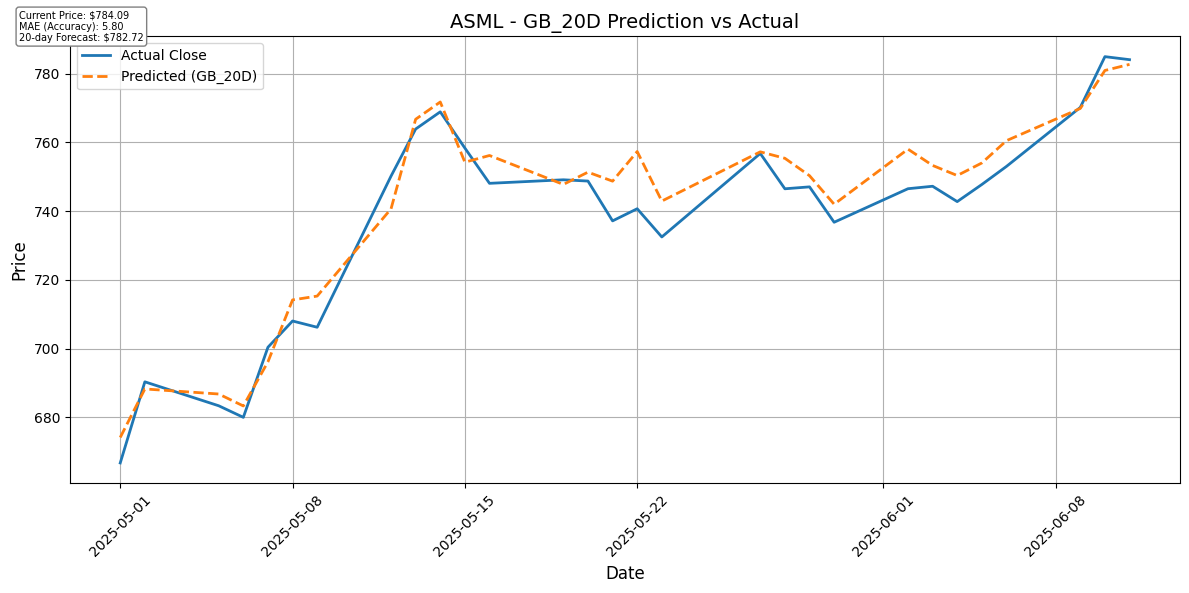 Current Price: $784.09
MAE (Accuracy): 5.80
20-day Forecast: $782.72
ASML - GB_20D Prediction vs Actual
Actual Close
Predicted (GB_20D)
Price
780
760
740
720
700
680
2025-05-01
2025-05-08
2025-05-15
2025-05-22
2025-06-01
2025-06-08
Date